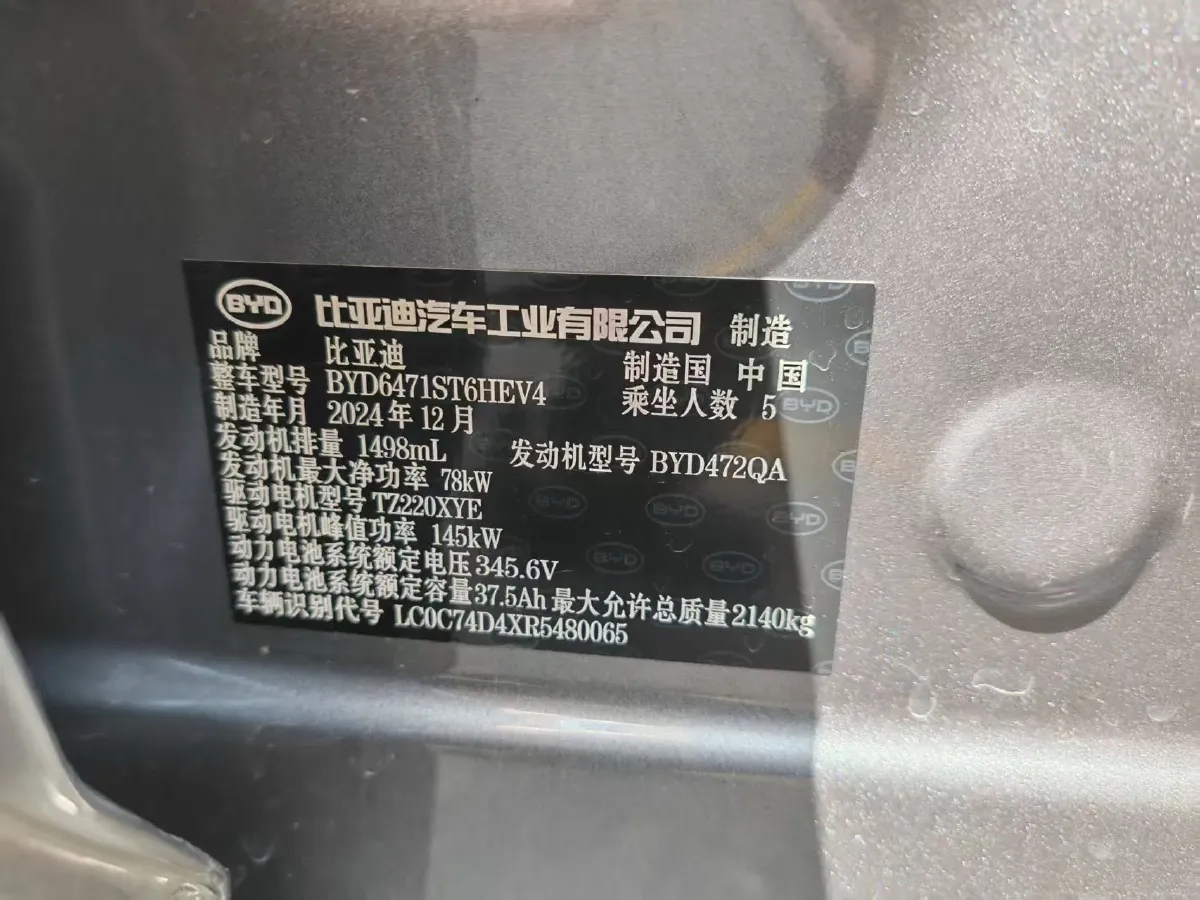 BYD 比亚迪汽车工业有限公司 制造
品牌 比亚迪 制造国 中国
整车型号 BYD6471ST6HEV4 乘坐人数 5
制造年月 2024年12月
发动机排量 1498mL 发动机型号 BYD472QA
发动机最大净功率 78kW
驱动电机型号 TZ220XYE
驱动电机峰值功率 145kW
动力电池系统额定电压 345.6V
动力电池系统额定容量 37.5Ah 最大允许总质量 2140kg
车辆识别代号 LC0C74D4XR5480065